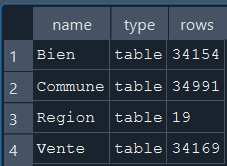 name type rows
1 Bien table 34154
2 Commune table 34991
3 Region table 19
4 Vente table 34169